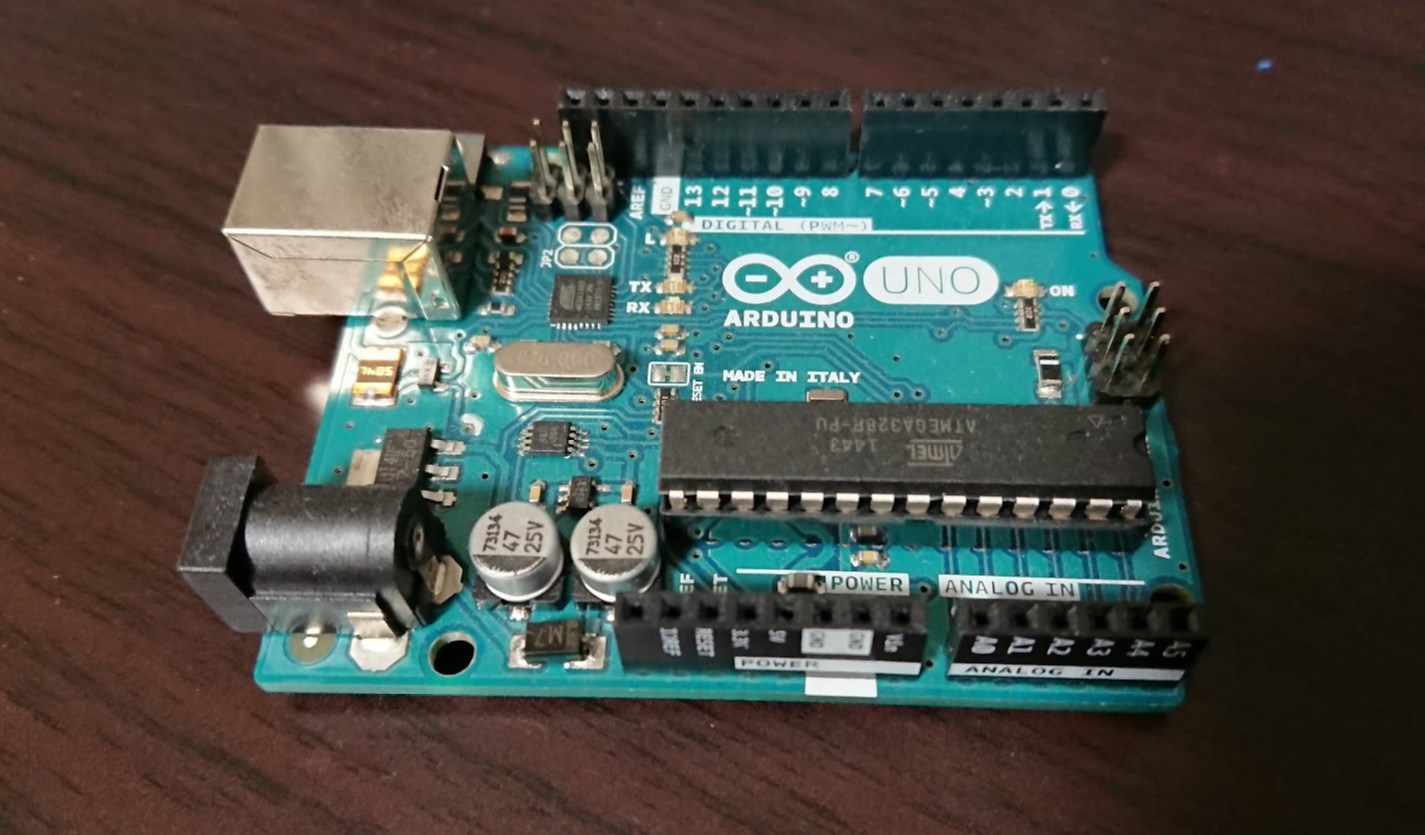 AREF
GND
13
12
~11
~10
~9
8
7
~6
~5
4
~3
2
TX→1
RX←0
DIGITAL (PWM~)
JP2
L
TX
RX
ON
®
UNO
ARDUINO
MADE IN ITALY
ATMEGA328P-PU
1443
ATMEL
73134
47
25V
73134
47
25V
M7
POWER
ANALOG IN
IOREF
RESET
3.3V
5V
GND
GND
Vin
POWER
A0
A1
A2
A3
A4
A5
ANALOG IN